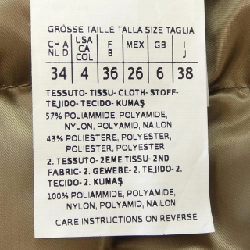 GRÖSSE TAILLE TALLA SIZE TAGLIA
CHA NL D USA CA COL F B MEX GB I J
34 4 36 26 6 38
TESSUTO-TISSU-CLOTH-STOFF-
TEJIDO-TECIDO-KUMAŞ
57% POLIAMMIDE, POLYAMIDE,
NYLON, POLYAMID, NAILON
43% POLIESTERE, POLYESTER,
POLIESTER, POLYESTER
2. TESSUTO-2EME TISSU-2ND
FABRIC-2. GEWEBE-2. TEJIDO-
2. TECIDO-2. KUMAŞ
100% POLIAMMIDE, POLYAMIDE,
NYLON, POLYAMID, NAILON
CARE INSTRUCTIONS ON REVERSE